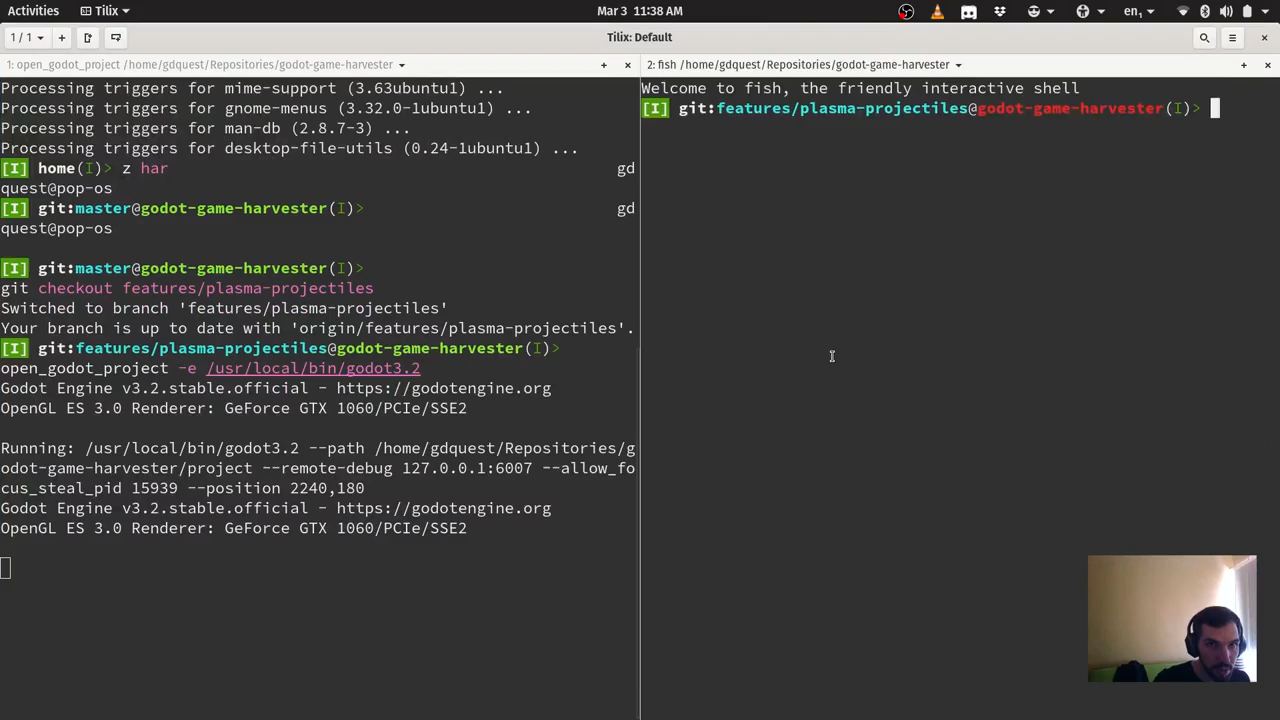 Activities
Tilix
Mar 3 11:38 AM
en1
1 / 1
Tilix: Default
1: open_godot_project /home/gdquest/Repositories/godot-game-harvester
2: fish /home/gdquest/Repositories/godot-game-harvester
Processing triggers for mime-support (3.63ubuntu1) ...
Processing triggers for gnome-menus (3.32.0-1ubuntu1) ...
Processing triggers for man-db (2.8.7-3) ...
Processing triggers for desktop-file-utils (0.24-1ubuntu1) ...
[I] home(I)> z har gd
quest@pop-os
[I] git:master@godot-game-harvester(I)> gd
quest@pop-os
[I] git:master@godot-game-harvester(I)>
git checkout features/plasma-projectiles
Switched to branch 'features/plasma-projectiles'
Your branch is up to date with 'origin/features/plasma-projectiles'.
[I] git:features/plasma-projectiles@godot-game-harvester(I)>
open_godot_project -e /usr/local/bin/godot3.2
Godot Engine v3.2.stable.official - https://godotengine.org
OpenGL ES 3.0 Renderer: GeForce GTX 1060/PCIe/SSE2
Running: /usr/local/bin/godot3.2 --path /home/gdquest/Repositories/g
odot-game-harvester/project --remote-debug 127.0.0.1:6007 --allow_fo
cus_steal_pid 15939 --position 2240,180
Godot Engine v3.2.stable.official - https://godotengine.org
OpenGL ES 3.0 Renderer: GeForce GTX 1060/PCIe/SSE2
Welcome to fish, the friendly interactive shell
[I] git:features/plasma-projectiles@godot-game-harvester(I)>